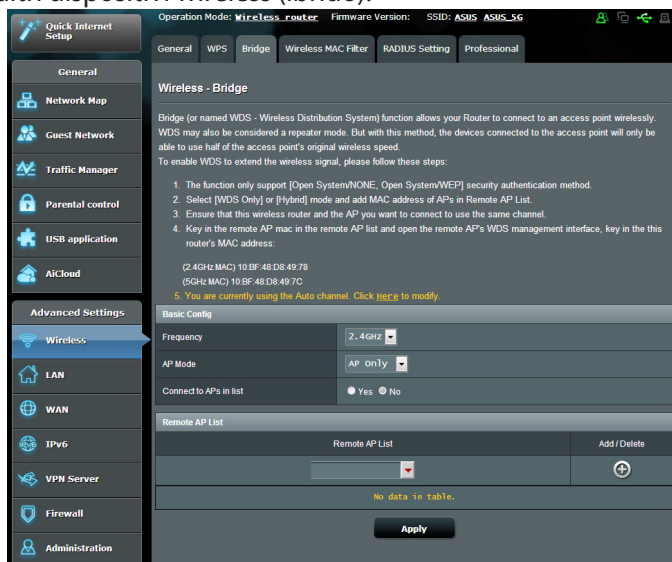 altri dispositivi wireless (ibrido).
Quick Internet
Setup
General
Network Map
Guest Network
Traffic Manager
Parental control
USB application
AiCloud
Advanced Settings
Wireless
LAN
WAN
IPv6
VPN Server
Firewall
Administration
Operation Mode: Wireless router Firmware Version: SSID: ASUS ASUS_5G
General WPS Bridge Wireless MAC Filter RADIUS Setting Professional
Wireless - Bridge
Bridge (or named WDS - Wireless Distribution System) function allows your Router to connect to an access point wirelessly.
WDS may also be considered a repeater mode. But with this method, the devices connected to the access point will only be
able to use half of the access point's original wireless speed.
To enable WDS to extend the wireless signal, please follow these steps:
1. The function only support [Open System/NONE, Open System/WEP] security authentication method.
2. Select [WDS Only] or [Hybrid] mode and add MAC address of APs in Remote AP List.
3. Ensure that this wireless router and the AP you want to connect to use the same channel.
4. Key in the remote AP mac in the remote AP list and open the remote AP's WDS management interface, key in the this
router's MAC address:
(2.4GHz MAC) 10:BF:48:D8:49:78
(5GHz MAC) 10:BF:48:D8:49:7C
5. You are currently using the Auto channel. Click Here to modify.
Basic Config
Frequency 2.4GHz
AP Mode AP Only
Connect to APs in list Yes No
Remote AP List
Remote AP List Add / Delete
No data in table.
Apply